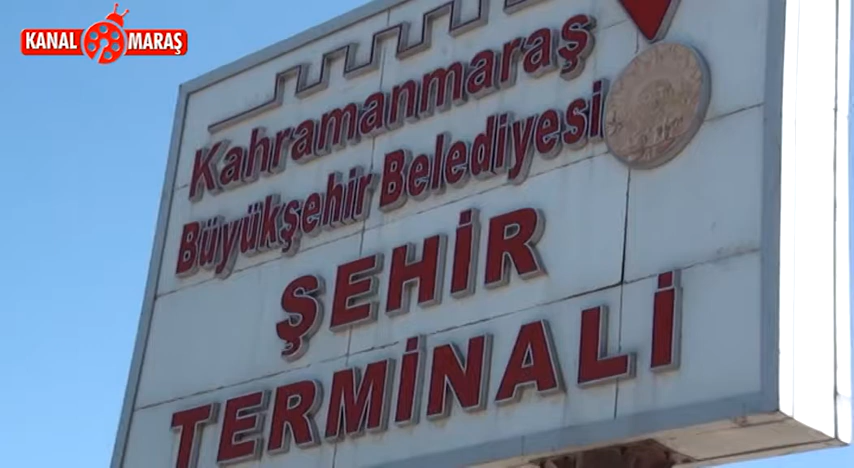 KANAL MARAŞ
Kahramanmaraş
Büyükşehir Belediyesi
ŞEHİR
TERMİNALİ